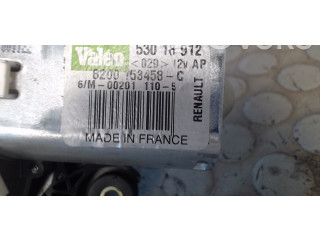 Valeo 530 18 912
<029> 12V AP
8200 153458-C
6/M-00201 110-5
RENAULT
MADE IN FRANCE